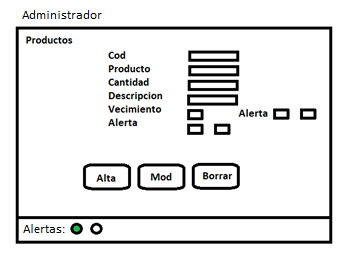 Administrador
Productos
Cod
Producto
Cantidad
Descripcion
Vecimiento Alerta
Alerta
Alta Mod Borrar
Alertas: